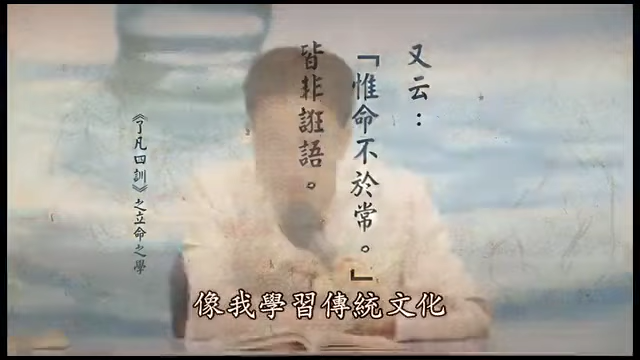 又云：
「惟命不於常。」
皆非誑語。
《了凡四訓》之立命之學
像我學習傳統文化